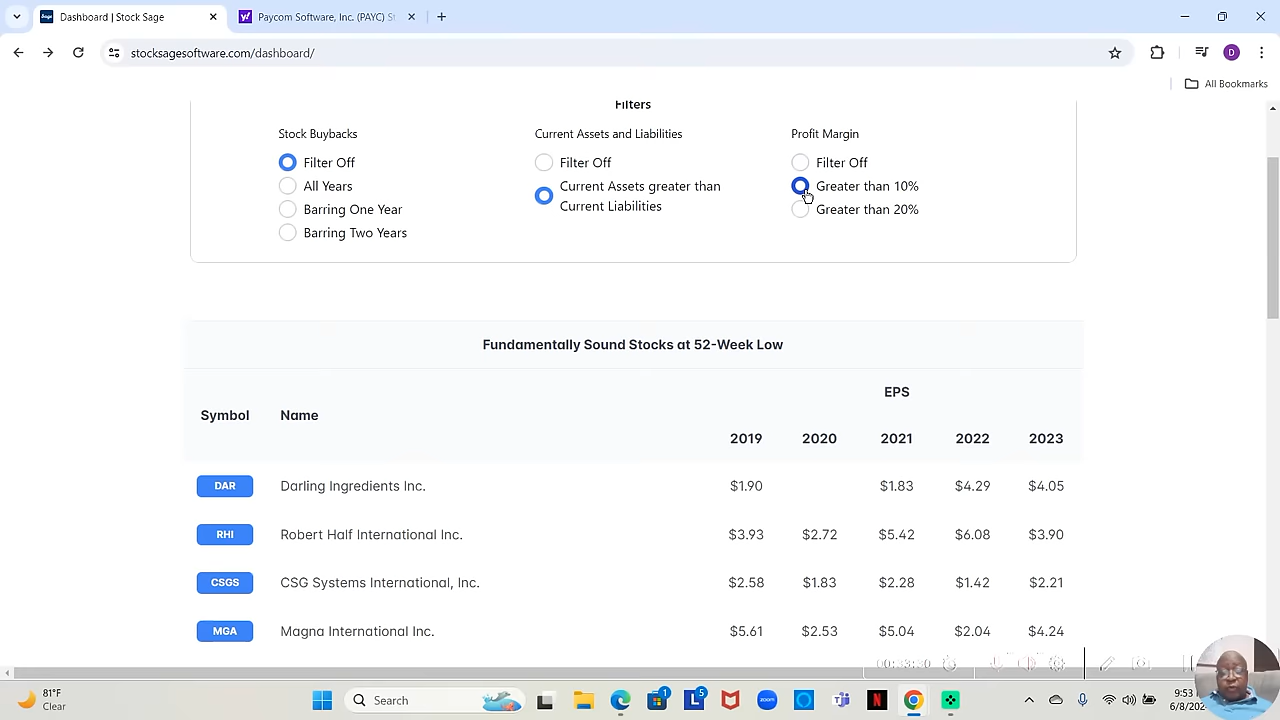 Dashboard | Stock Sage
Paycom Software, Inc. (PAYC) St
stocksagesoftware.com/dashboard/
D
All Bookmarks
Filters
Stock Buybacks
Filter Off
All Years
Barring One Year
Barring Two Years
Current Assets and Liabilities
Filter Off
Current Assets greater than
Current Liabilities
Profit Margin
Filter Off
Greater than 10%
Greater than 20%
Fundamentally Sound Stocks at 52-Week Low
EPS
Symbol Name
2019 2020 2021 2022 2023
DAR Darling Ingredients Inc. $1.90 $1.83 $4.29 $4.05
RHI Robert Half International Inc. $3.93 $2.72 $5.42 $6.08 $3.90
CSGS CSG Systems International, Inc. $2.58 $1.83 $2.28 $1.42 $2.21
MGA Magna International Inc. $5.61 $2.53 $5.04 $2.04 $4.24
81°F
Clear
Search
1
5
zoom
N
9:53
6/8/202